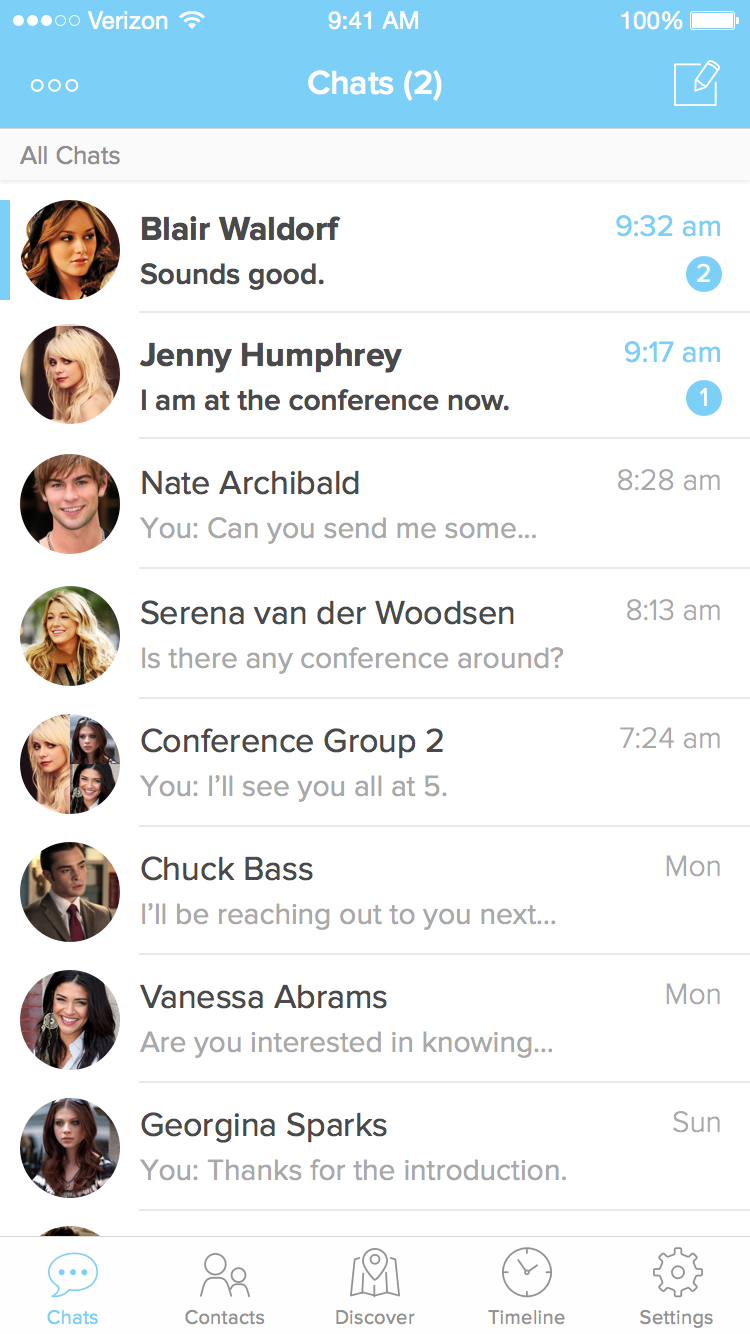 Verizon 9:41 AM 100%
Chats (2)
All Chats
Blair Waldorf 9:32 am
Sounds good. 2
Jenny Humphrey 9:17 am
I am at the conference now. 1
Nate Archibald 8:28 am
You: Can you send me some...
Serena van der Woodsen 8:13 am
Is there any conference around?
Conference Group 2 7:24 am
You: I’ll see you all at 5.
Chuck Bass Mon
I’ll be reaching out to you next...
Vanessa Abrams Mon
Are you interested in knowing...
Georgina Sparks Sun
You: Thanks for the introduction.
Chats Contacts Discover Timeline Settings